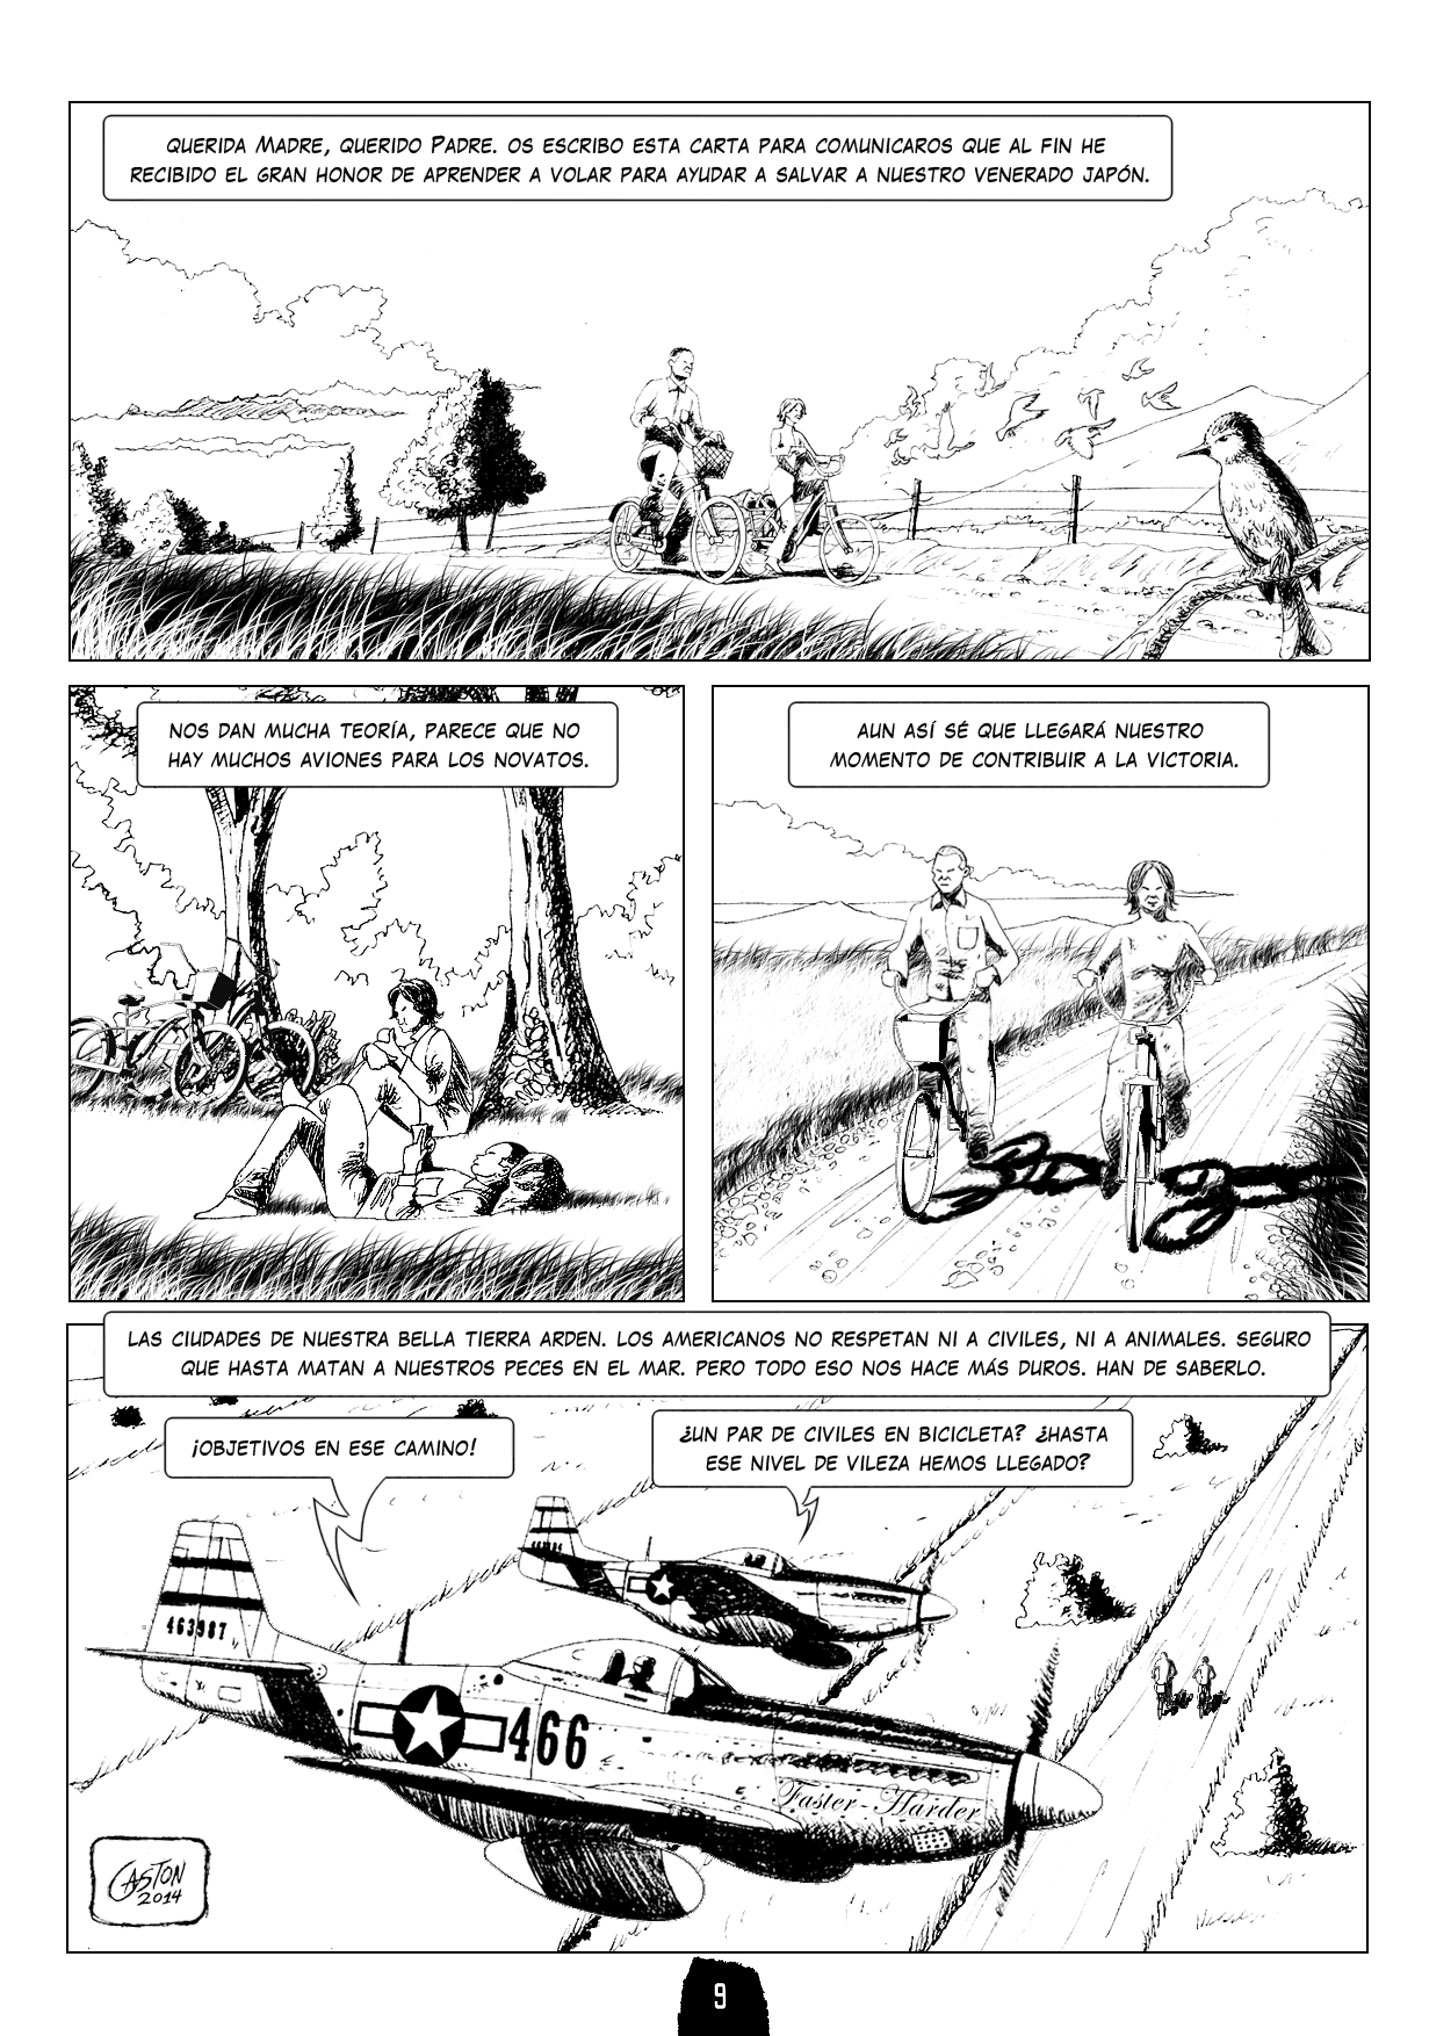 QUERIDA MADRE, QUERIDO PADRE. OS ESCRIBO ESTA CARTA PARA COMUNICAROS QUE AL FIN HE
RECIBIDO EL GRAN HONOR DE APRENDER A VOLAR PARA AYUDAR A SALVAR A NUESTRO VENERADO JAPÓN.
NOS DAN MUCHA TEORÍA, PARECE QUE NO
HAY MUCHOS AVIONES PARA LOS NOVATOS.
AUN ASÍ SÉ QUE LLEGARÁ NUESTRO
MOMENTO DE CONTRIBUIR A LA VICTORIA.
LAS CIUDADES DE NUESTRA BELLA TIERRA ARDEN. LOS AMERICANOS NO RESPETAN NI A CIVILES, NI A ANIMALES. SEGURO
QUE HASTA MATAN A NUESTROS PECES EN EL MAR. PERO TODO ESO NOS HACE MÁS DUROS. HAN DE SABERLO.
¡OBJETIVOS EN ESE CAMINO!
¿UN PAR DE CIVILES EN BICICLETA? ¿HASTA
ESE NIVEL DE VILEZA HEMOS LLEGADO?
463987
466
Faster-Harder
GASTON
2014
9